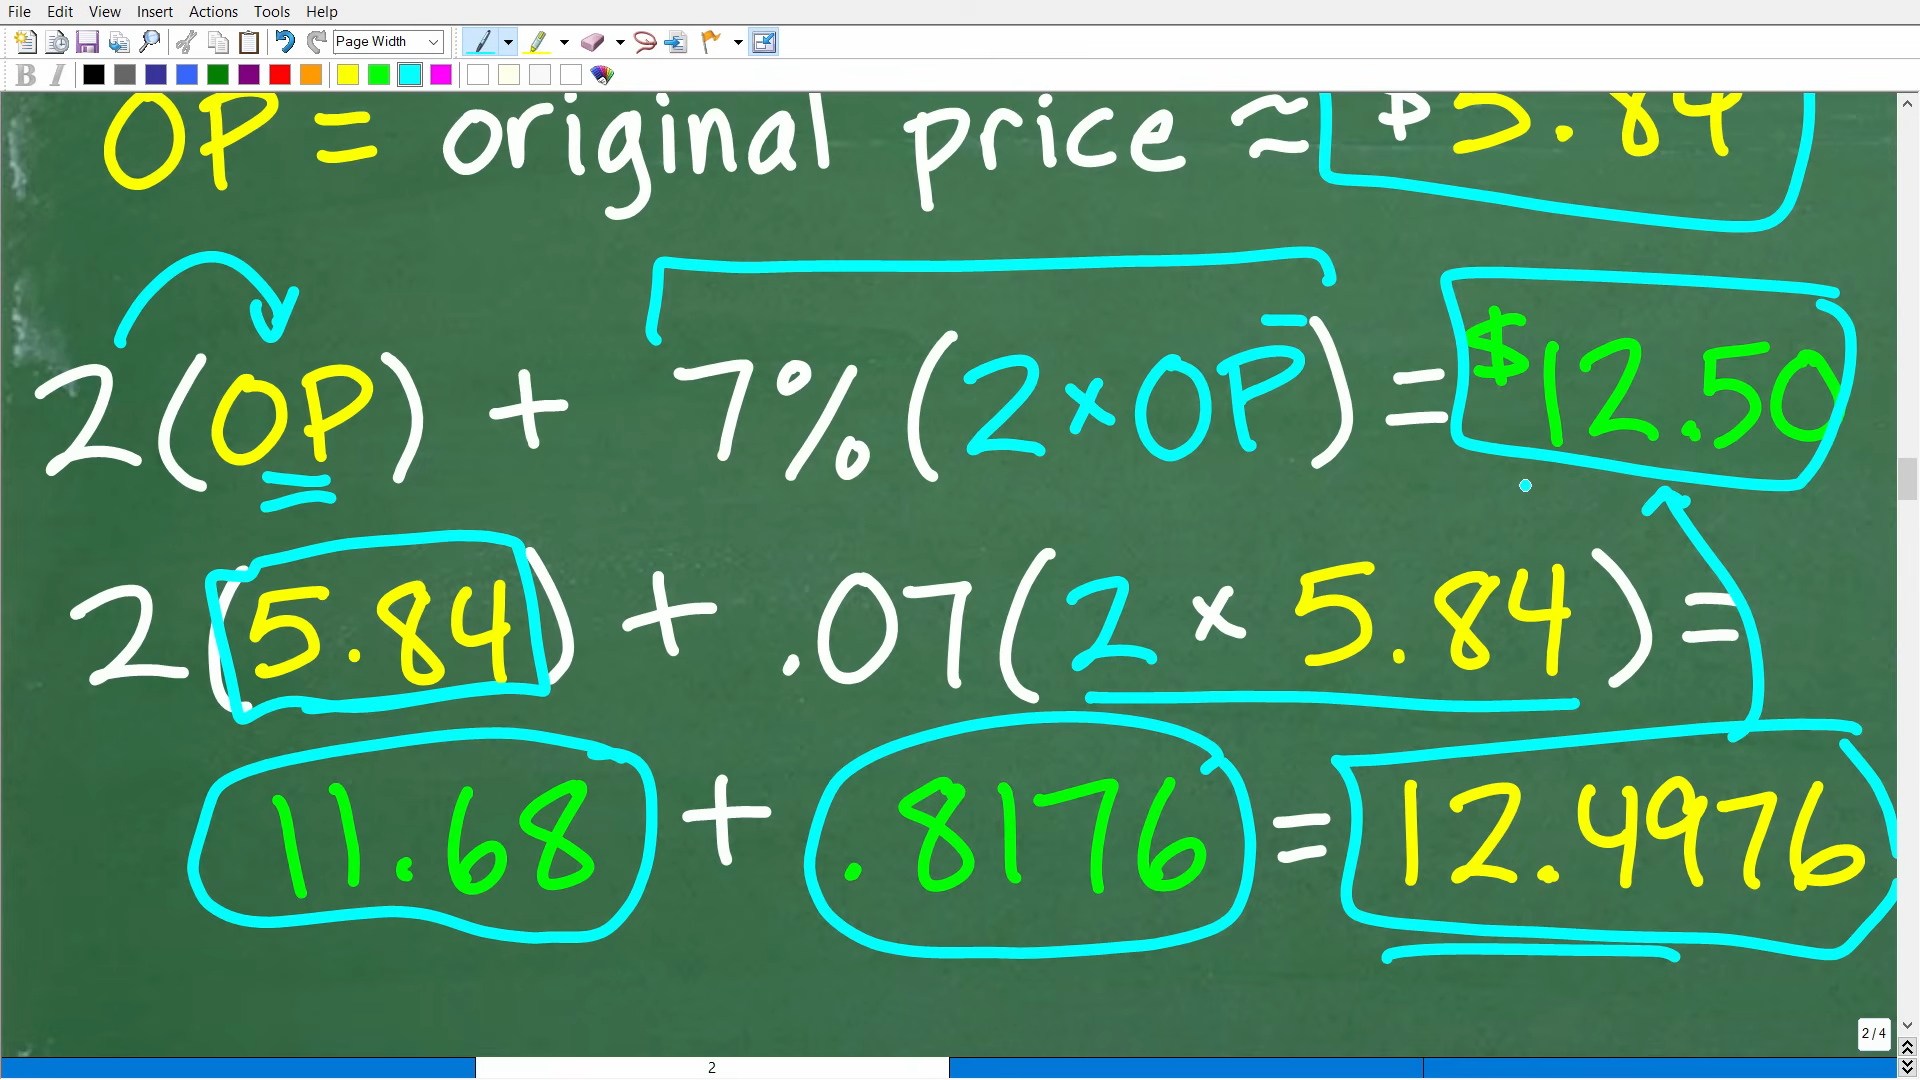 File Edit View Insert Actions Tools Help
Page Width
B I
OP = original price ≈ $5.84
2(OP) + 7%(2×OP) = $12.50
2(5.84) + .07(2 × 5.84) =
11.68 + .8176 = 12.4976
2 / 4
2